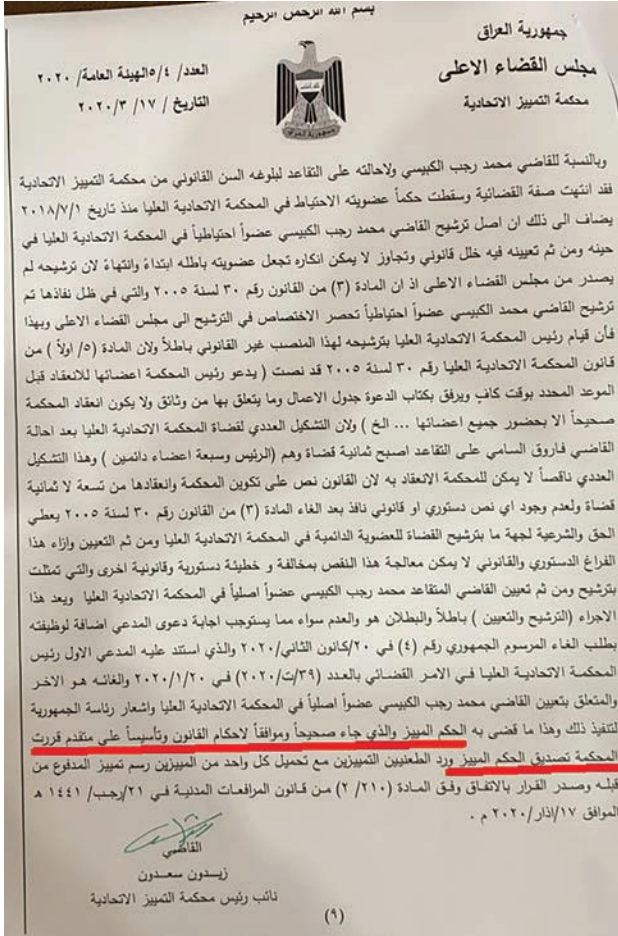 بسم الله الرحمن الرحيم
جمهورية العراق
مجلس القضاء الاعلى
محكمة التمييز الاتحادية
العدد/ ٥/٤الهيئة العامة/ ٢٠٢٠
التاريخ / ١٧/ ٣/ ٢٠٢٠
جمهورية العراق
وبالنسبة للقاضي محمد رجب الكبيسي ولاحالته على التقاعد لبلوغه السن القانوني من محكمة التمييز الاتحادية
فقد انتهت صفة القضائية وسقطت حكماً عضويته الاحتياط في المحكمة الاتحادية العليا منذ تاريخ ٢٠١٨/٧/١
يضاف الى ذلك ان اصل ترشيح القاضي محمد رجب الكبيسي عضواً احتياطياً في المحكمة الاتحادية العليا في
حينه ومن ثم تعيينه فيه خلل قانوني وتجاوز لا يمكن انكاره تجعل عضويته باطله ابتداءً وانتهاءً لان ترشيحه لم
يصدر من مجلس القضاء الاعلى اذ ان المادة (٣) من القانون رقم ٣٠ لسنة ٢٠٠٥ والتي في ظل نفاذها تم
ترشيح القاضي محمد الكبيسي عضواً احتياطياً تحصر الاختصاص في الترشيح الى مجلس القضاء الاعلى وبهذا
فأن قيام رئيس المحكمة الاتحادية العليا بترشيحه لهذا المنصب غير القانوني باطلاً ولان المادة (٥/ اولاً ) من
قانون المحكمة الاتحادية العليا رقم ٣٠ لسنة ٢٠٠٥ قد نصت ( يدعو رئيس المحكمة اعضائها للانعقاد قبل
الموعد المحدد بوقت كافٍ ويرفق بكتاب الدعوة جدول الاعمال وما يتعلق بها من وثائق ولا يكون انعقاد المحكمة
صحيحاً الا بحضور جميع اعضائها ... الخ ) ولان التشكيل العددي لقضاة المحكمة الاتحادية العليا بعد احالة
القاضي فاروق السامي على التقاعد اصبح ثمانية قضاة وهم (الرئيس وسبعة اعضاء دائمين ) وهذا التشكيل
العددي ناقصاً لا يمكن للمحكمة الانعقاد به لان القانون نص على تكوين المحكمة وانعقادها من تسعة لا ثمانية
قضاة ولعدم وجود اي نص دستوري او قانوني نافذ بعد الغاء المادة (٣) من القانون رقم ٣٠ لسنة ٢٠٠٥ يعطي
الحق والشرعية لجهة ما بترشيح القضاة للعضوية الدائمية في المحكمة الاتحادية العليا ومن ثم التعيين وازاء هذا
الفراغ الدستوري والقانوني لا يمكن معالجة هذا النقص بمخالفة و خطيئة دستورية وقانونية اخرى والتي تمثلت
بترشيح ومن ثم تعيين القاضي المتقاعد محمد رجب الكبيسي عضواً اصلياً في المحكمة الاتحادية العليا ويعد هذا
الاجراء (الترشيح والتعيين ) باطلاً والبطلان هو والعدم سواء مما يستوجب اجابة دعوى المدعي اضافة لوظيفته
بطلب الغاء المرسوم الجمهوري رقم (٤) في ٢٠/كانون الثاني/٢٠٢٠ والذي استند عليه المدعي الاول رئيس
المحكمة الاتحادية العليا في الامر القضائي بالعدد (٣٩/ت/٢٠٢٠) في ٢٠٢٠/١/٢٠ والغائه هو الاخر
والمتعلق بتعيين القاضي محمد رجب الكبيسي عضواً اصلياً في المحكمة الاتحادية العليا واشعار رئاسة الجمهورية
لتنفيذ ذلك وهذا ما قضى به الحكم المميز والذي جاء صحيحاً وموافقاً لاحكام القانون وتأسيساً على متقدم قررت
المحكمة تصديق الحكم المميز ورد الطعنيين التمييزين مع تحميل كل واحد من المميزين رسم تمييز المدفوع من
قبله وصدر القرار بالاتفاق وفق المادة (٢١٠/ ٢) من قانون المرافعات المدنية في ٢١/رجب/ ١٤٤١ هـ
الموافق ١٧/اذار/٢٠٢٠ م .
القاضي
زيدون سعدون
نائب رئيس محكمة التمييز الاتحادية
(٩)